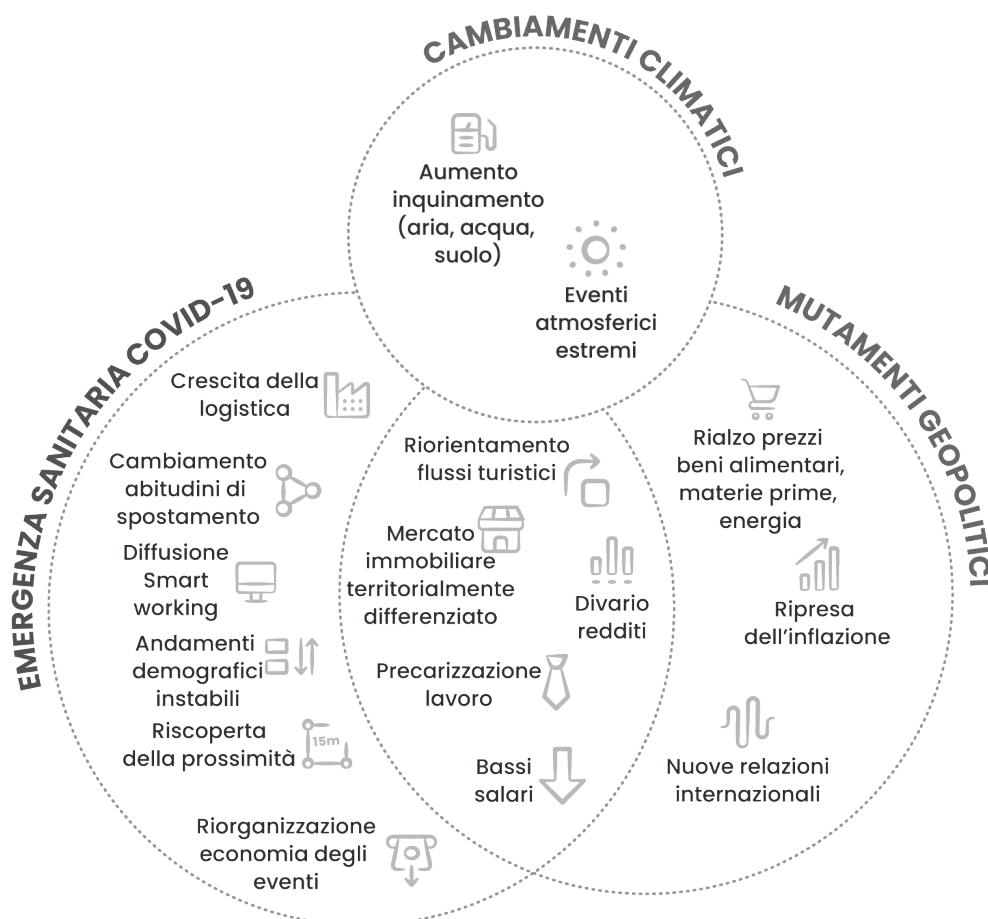 CAMBIAMENTI CLIMATICI
Aumento
inquinamento
(aria, acqua,
suolo)
Eventi
atmosferici
estremi
EMERGENZA SANITARIA COVID-19
Crescita della
logistica
Cambiamento
abitudini di
spostamento
Diffusione
Smart
working
Andamenti
demografici
instabili
Riscoperta
della prossimità
15m
Riorganizzazione
economia degli
eventi
Riorientamento
flussi turistici
Mercato
immobiliare
territorialmente
differenziato
Divario
redditi
Precarizzazione
lavoro
Bassi
salari
MUTAMENTI GEOPOLITICI
Rialzo prezzi
beni alimentari,
materie prime,
energia
Ripresa
dell'inflazione
Nuove relazioni
internazionali